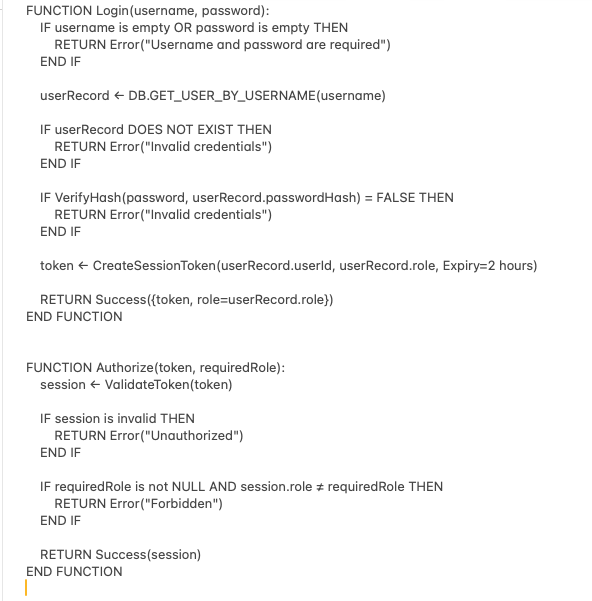 FUNCTION Login(username, password):
    IF username is empty OR password is empty THEN
        RETURN Error("Username and password are required")
    END IF

    userRecord ← DB.GET_USER_BY_USERNAME(username)

    IF userRecord DOES NOT EXIST THEN
        RETURN Error("Invalid credentials")
    END IF

    IF VerifyHash(password, userRecord.passwordHash) = FALSE THEN
        RETURN Error("Invalid credentials")
    END IF

    token ← CreateSessionToken(userRecord.userId, userRecord.role, Expiry=2 hours)

    RETURN Success({token, role=userRecord.role})
END FUNCTION


FUNCTION Authorize(token, requiredRole):
    session ← ValidateToken(token)

    IF session is invalid THEN
        RETURN Error("Unauthorized")
    END IF

    IF requiredRole is not NULL AND session.role ≠ requiredRole THEN
        RETURN Error("Forbidden")
    END IF

    RETURN Success(session)
END FUNCTION